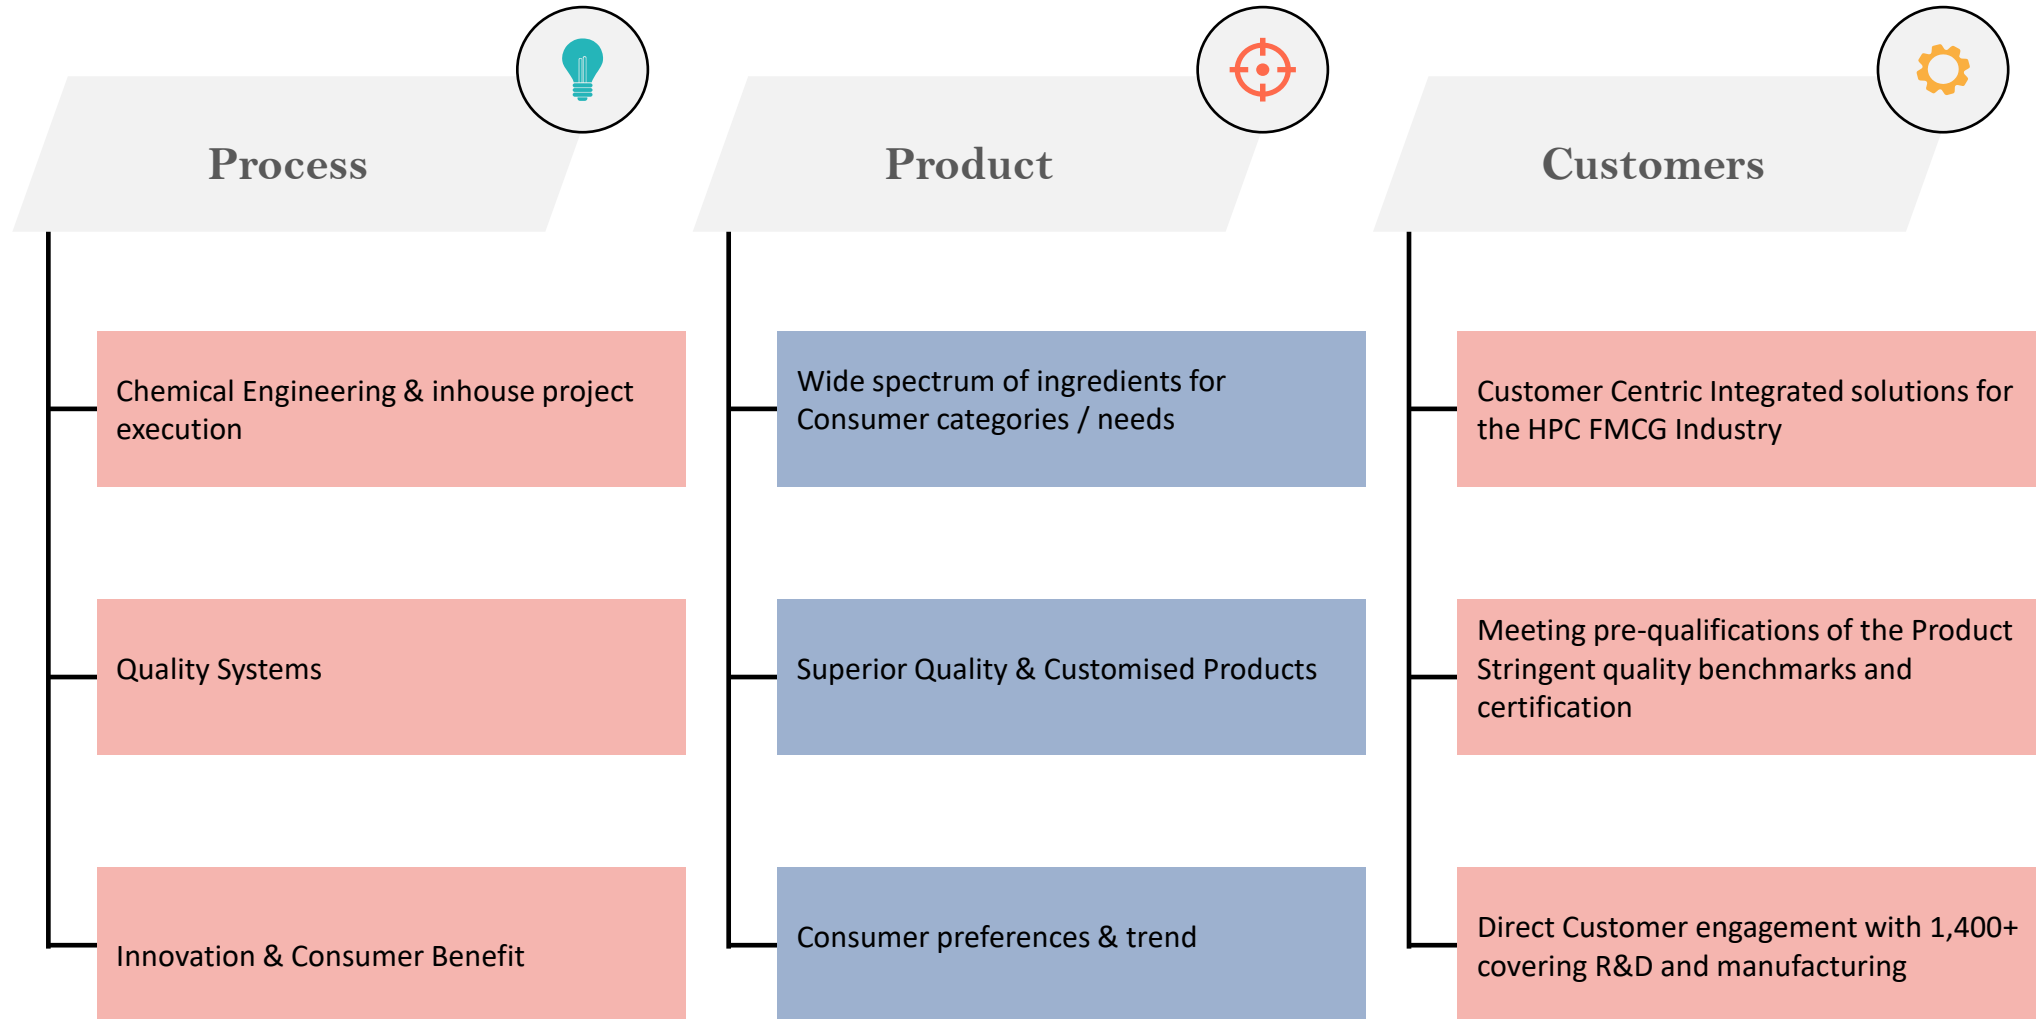 Process
Chemical Engineering & inhouse project
execution
Quality Systems
Innovation & Consumer Benefit
Product
Wide spectrum of ingredients for
Consumer categories / needs
Superior Quality & Customised Products
Consumer preferences & trend
Customers
Customer Centric Integrated solutions for
the HPC FMCG Industry
Meeting pre-qualifications of the Product
Stringent quality benchmarks and
certification
Direct Customer engagement with 1,400+
covering R&D and manufacturing